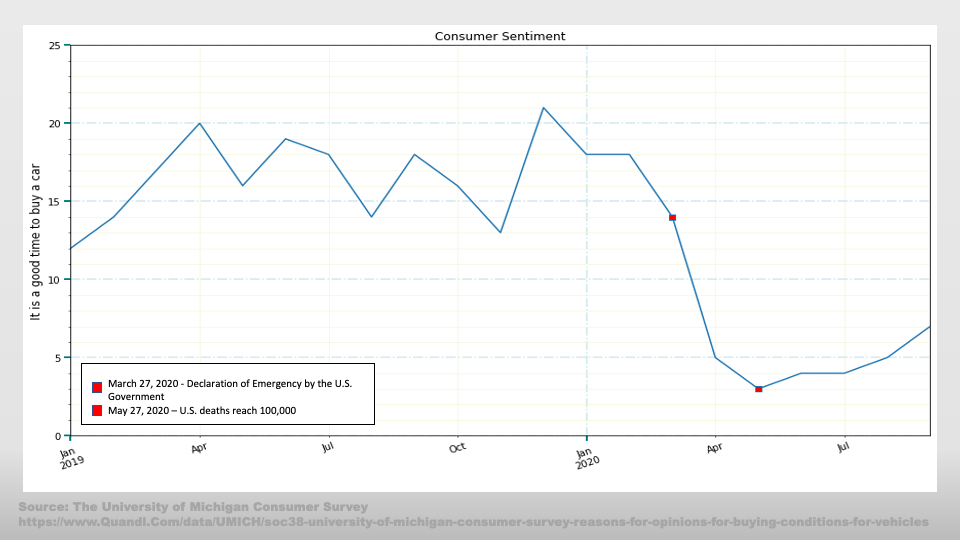 Consumer Sentiment
It is a good time to buy a car
25
20
15
10
5
0
March 27, 2020 - Declaration of Emergency by the U.S.
Government
May 27, 2020 – U.S. deaths reach 100,000
Jan
2019
Apr
Jul
Oct
Jan
2020
Apr
Jul
Source: The University of Michigan Consumer Survey
https://www.Quandl.Com/data/UMICH/soc38-university-of-michigan-consumer-survey-reasons-for-opinions-for-buying-conditions-for-vehicles